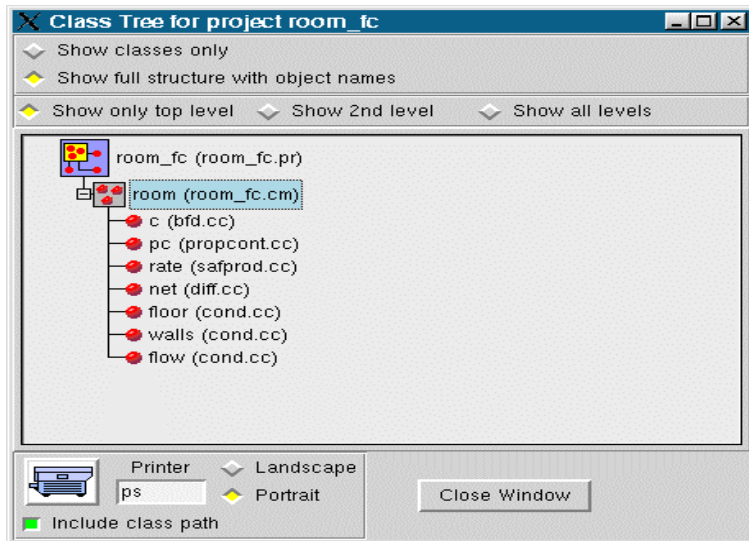 Class Tree for project room_fc
Show classes only
Show full structure with object names
Show only top level Show 2nd level Show all levels
room_fc (room_fc.pr)
room (room_fc.cm)
c (bfd.cc)
pc (propcont.cc)
rate (safprod.cc)
net (diff.cc)
floor (cond.cc)
walls (cond.cc)
flow (cond.cc)
Printer Landscape
ps Portrait Close Window
Include class path